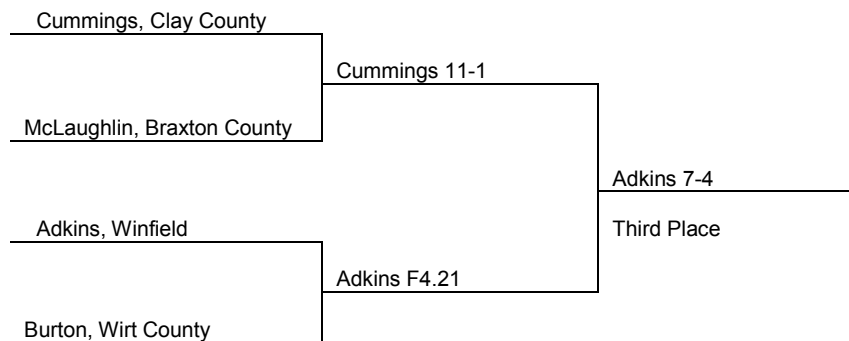 Cummings, Clay County
Cummings 11-1
McLaughlin, Braxton County
Adkins 7-4
Adkins, Winfield
Third Place
Adkins F4.21
Burton, Wirt County